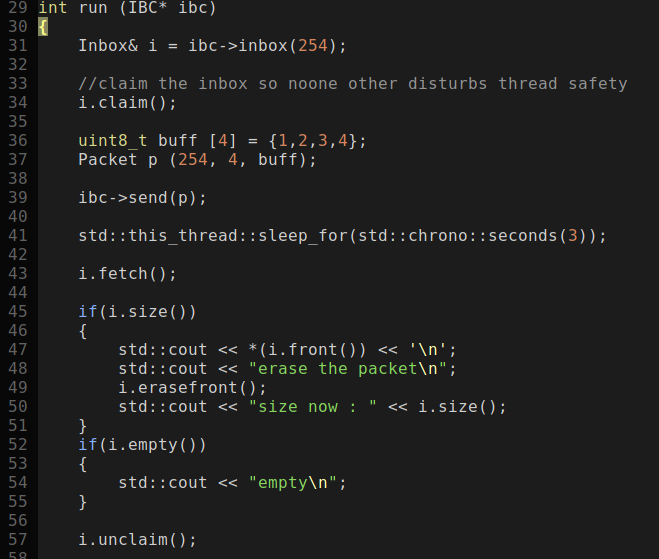 29 int run (IBC* ibc)
30 {
31     Inbox& i = ibc->inbox(254);
32
33     //claim the inbox so noone other disturbs thread safety
34     i.claim();
35
36     uint8_t buff [4] = {1,2,3,4};
37     Packet p (254, 4, buff);
38
39     ibc->send(p);
40
41     std::this_thread::sleep_for(std::chrono::seconds(3));
42
43     i.fetch();
44
45     if(i.size())
46     {
47         std::cout << *(i.front()) << '\n';
48         std::cout << "erase the packet\n";
49         i.erasefront();
50         std::cout << "size now : " << i.size();
51     }
52     if(i.empty())
53     {
54         std::cout << "empty\n";
55     }
56
57     i.unclaim();
58